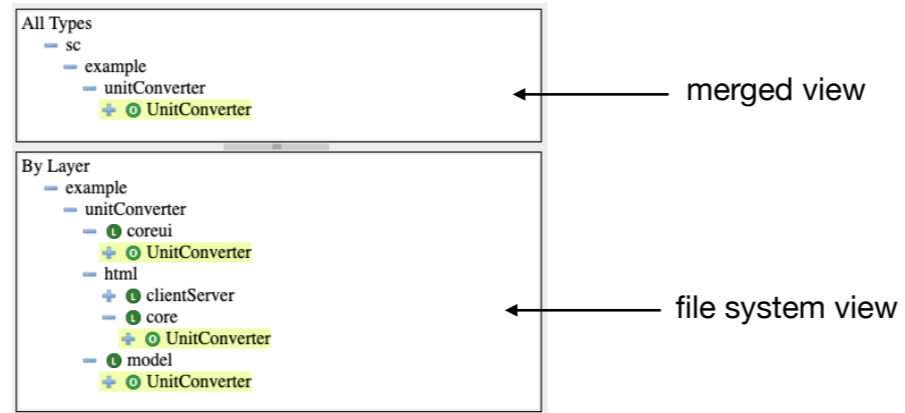 All Types
sc
example
unitConverter
O UnitConverter
merged view
By Layer
example
unitConverter
L coreui
O UnitConverter
html
L clientServer
L core
O UnitConverter
L model
O UnitConverter
file system view